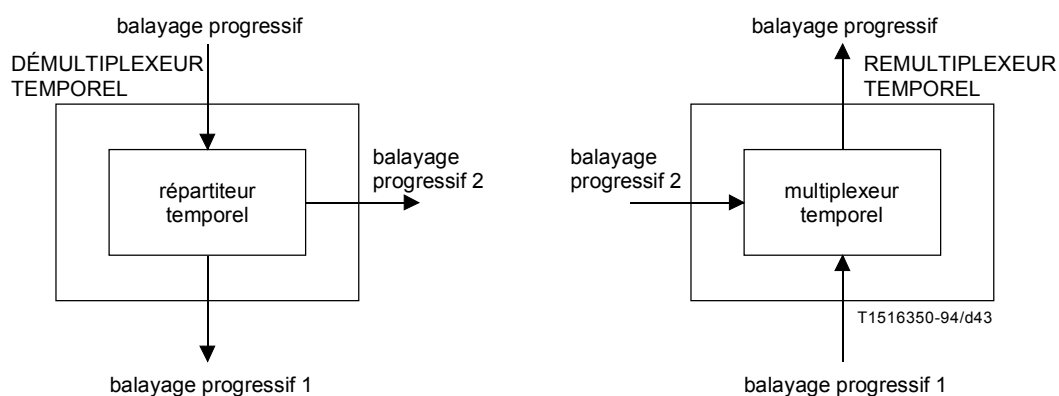 balayage progressif
DÉMULTIPLEXEUR
TEMPOREL
répartiteur
temporel
balayage
progressif 2
balayage progressif 1
balayage progressif
REMULTIPLEXEUR
TEMPOREL
balayage
progressif 2
multiplexeur
temporel
T1516350-94/d43
balayage progressif 1